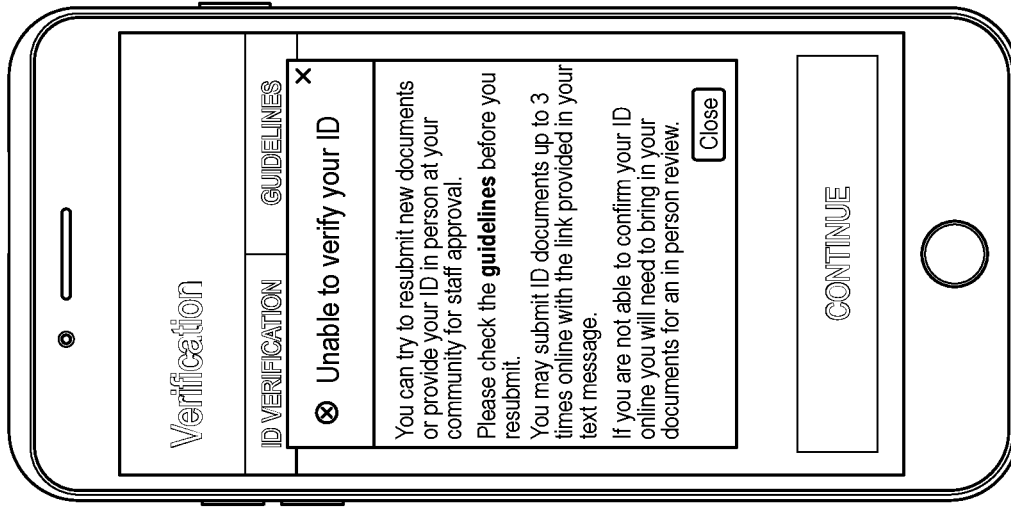 Verification
ID VERIFICATION
GUIDELINES
Unable to verify your ID
You can try to resubmit new documents
or provide your ID in person at your
community for staff approval.
Please check the guidelines before you
resubmit.
You may submit ID documents up to 3
times online with the link provided in your
text message.
If you are not able to confirm your ID
online you will need to bring in your
documents for an in person review.
Close
CONTINUE